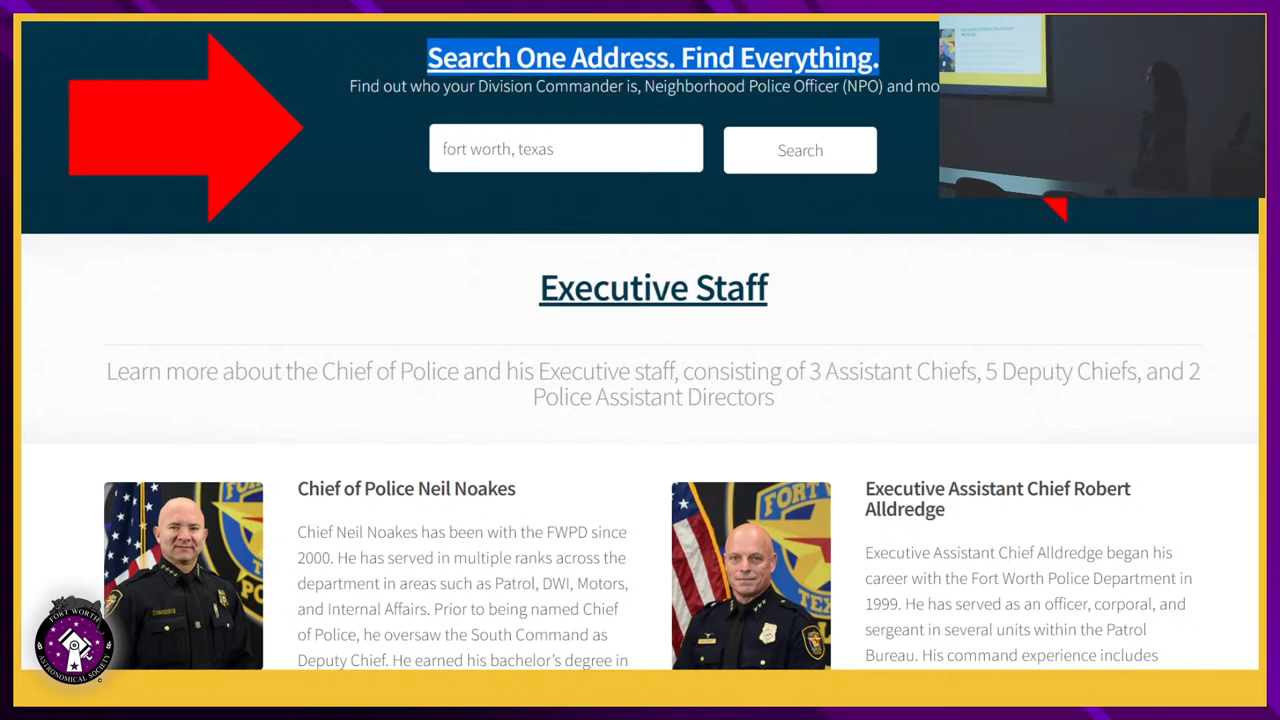 Search One Address. Find Everything.
Find out who your Division Commander is, Neighborhood Police Officer (NPO) and mo
fort worth, texas
Search
Executive Staff
Learn more about the Chief of Police and his Executive staff, consisting of 3 Assistant Chiefs, 5 Deputy Chiefs, and 2
Police Assistant Directors
Chief of Police Neil Noakes
Chief Neil Noakes has been with the FWPD since
2000. He has served in multiple ranks across the
department in areas such as Patrol, DWI, Motors,
and Internal Affairs. Prior to being named Chief
of Police, he oversaw the South Command as
Deputy Chief. He earned his bachelor's degree in
Executive Assistant Chief Robert
Alldredge
Executive Assistant Chief Alldredge began his
career with the Fort Worth Police Department in
1999. He has served as an officer, corporal, and
sergeant in several units within the Patrol
Bureau. His command experience includes
FORT WORTH
ASTRONOMICAL SOCIETY